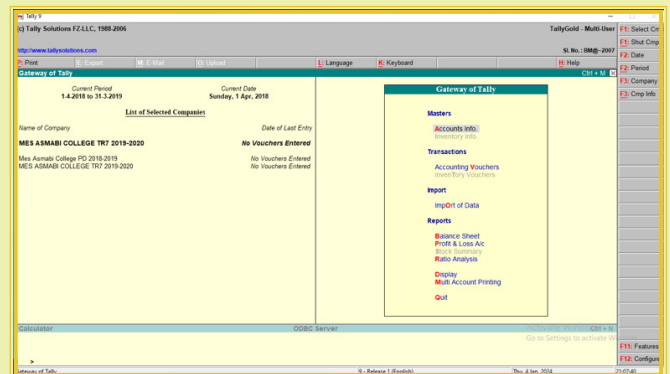 Tally 9
(c) Tally Solutions FZ-LLC, 1988-2006
TallyGold - Multi-User
http://www.tallysolutions.com
Sl. No.: BM@~2007
P: Print E: Export M: E-Mail O: Upload L: Language K: Keyboard H: Help
Gateway of Tally Ctrl + M
Current Period Current Date
1-4-2018 to 31-3-2019 Sunday, 1 Apr, 2018
List of Selected Companies
Name of Company Date of Last Entry
MES ASMABI COLLEGE TR7 2019-2020 No Vouchers Entered
Mes Asmabi College PD 2018-2019 No Vouchers Entered
MES ASMABI COLLEGE TR7 2019-2020 No Vouchers Entered
Gateway of Tally
Masters
Accounts Info.
Inventory Info.
Transactions
Accounting Vouchers
InvenTory Vouchers
Import
ImpOrt of Data
Reports
Balance Sheet
Profit & Loss A/c
Stock Summary
Ratio Analysis
Display
Multi Account Printing
Quit
F1: Select Cm
F1: Shut Cmp
F2: Date
F2: Period
F3: Company
F3: Cmp Info
F11: Features
F12: Configure
Calculator ODBC Server Ctrl + N
Activate Windows
Go to Settings to activate W
>
Gateway of Tally 9 - Release 1 (English) Thu, 4 Jan, 2024 21:07:40